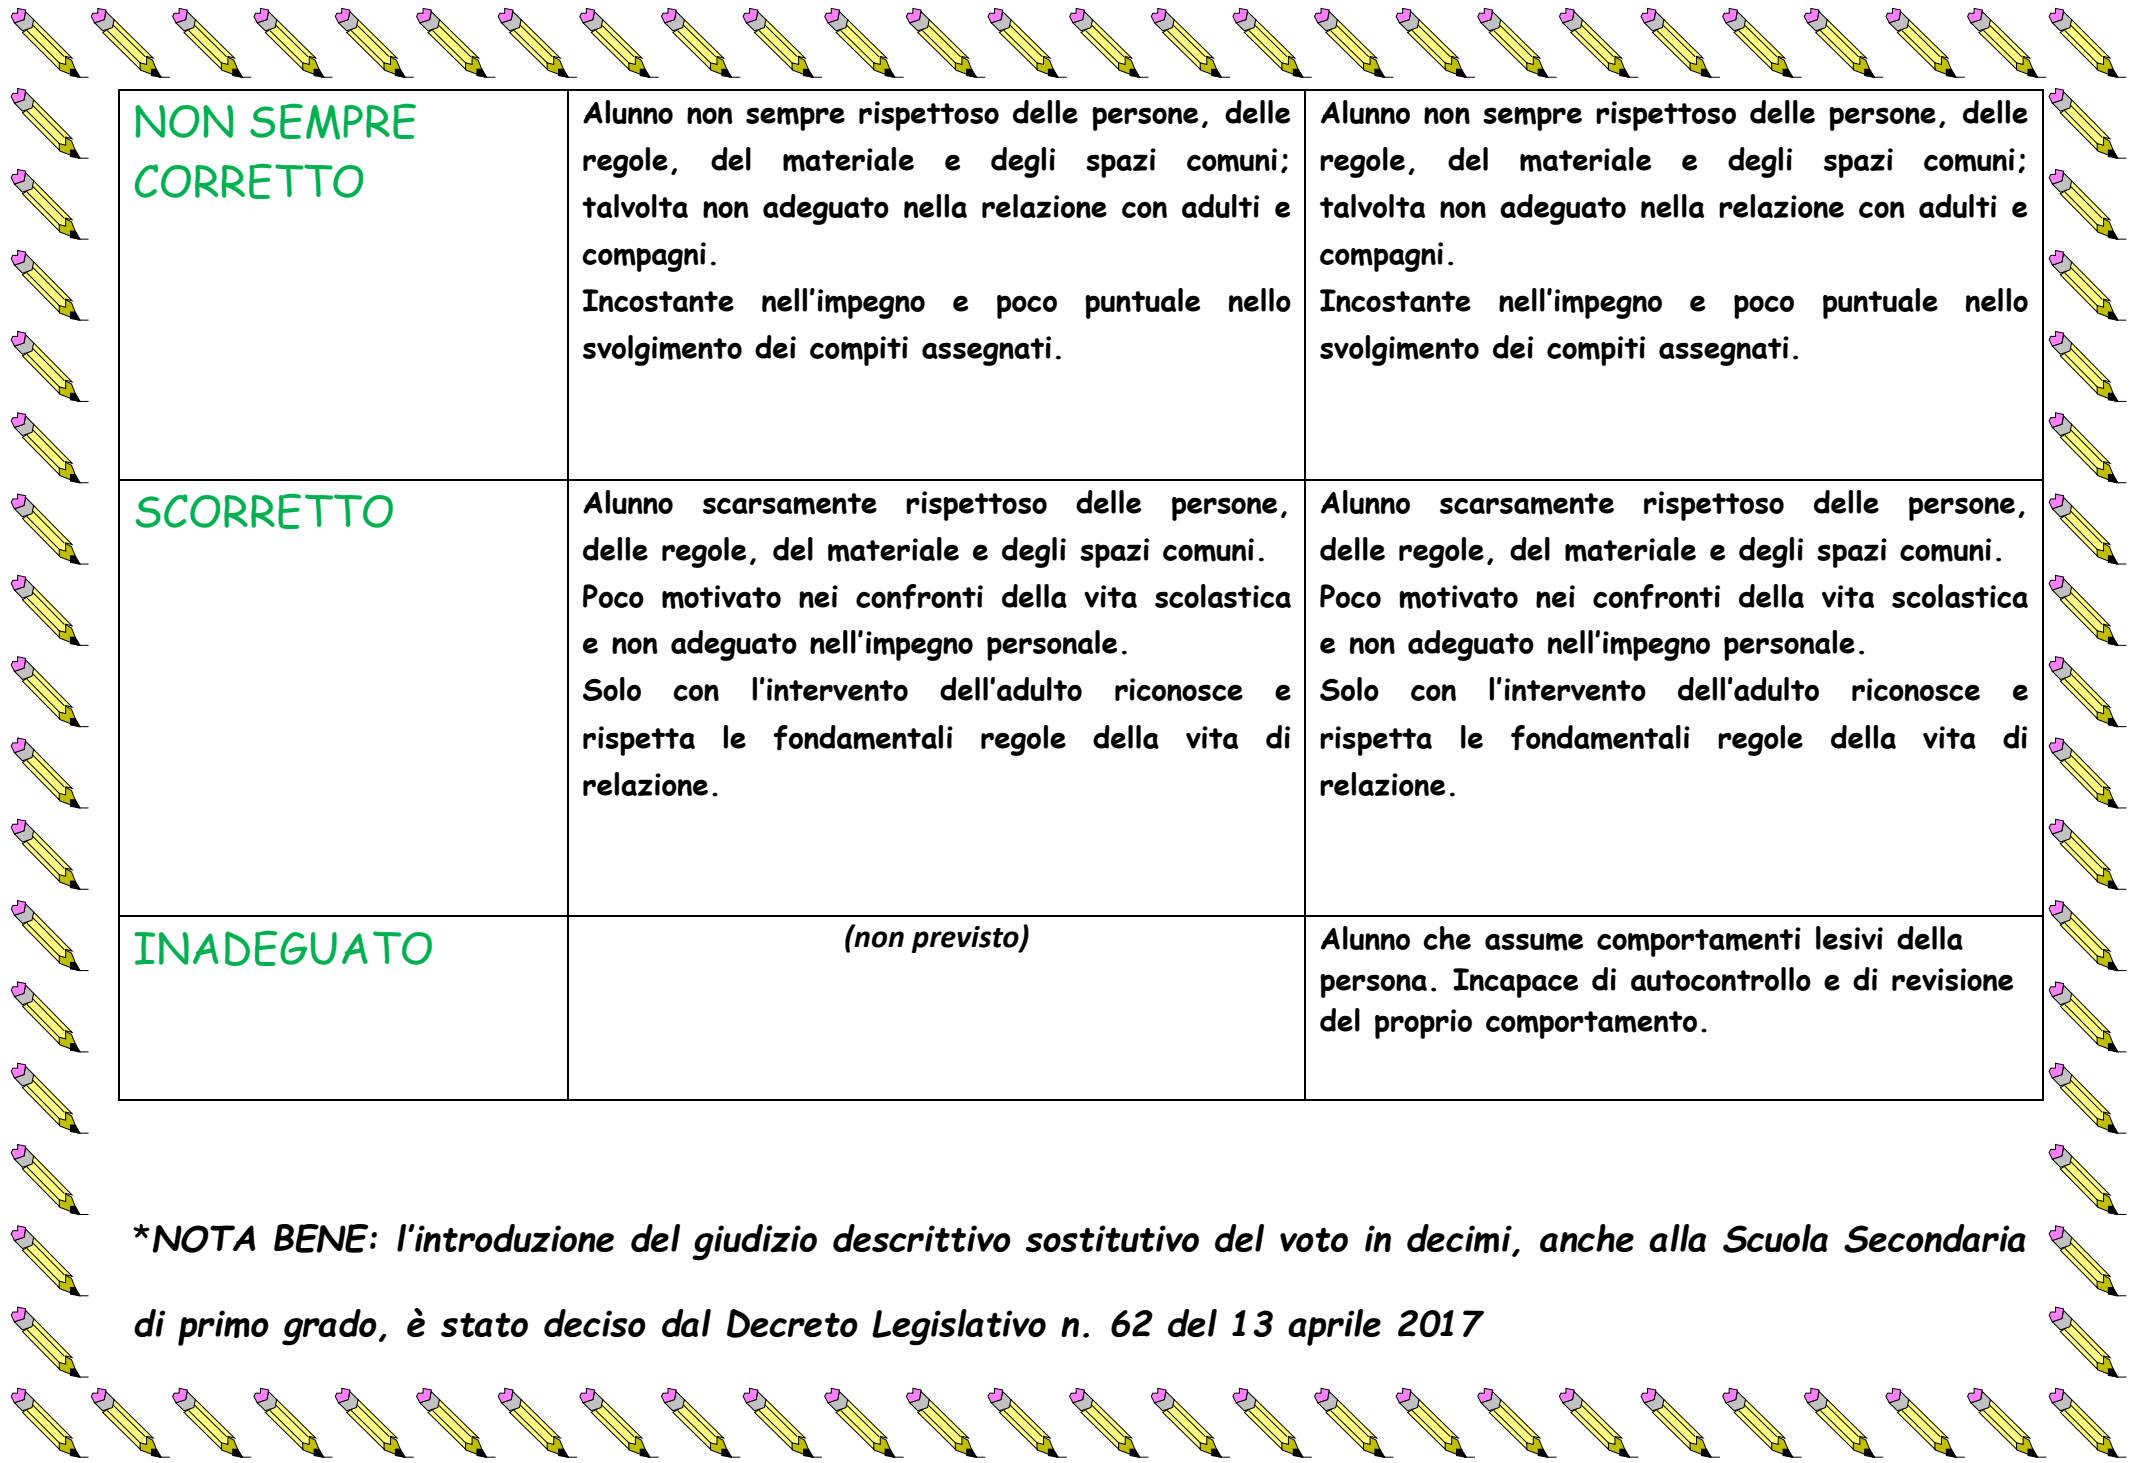 NON SEMPRE
CORRETTO
Alunno non sempre rispettoso delle persone, delle
regole, del materiale e degli spazi comuni;
talvolta non adeguato nella relazione con adulti e
compagni.
Incostante nell'impegno e poco puntuale nello
svolgimento dei compiti assegnati.
Alunno non sempre rispettoso delle persone, delle
regole, del materiale e degli spazi comuni;
talvolta non adeguato nella relazione con adulti e
compagni.
Incostante nell'impegno e poco puntuale nello
svolgimento dei compiti assegnati.
SCORRETTO
Alunno scarsamente rispettoso delle persone,
delle regole, del materiale e degli spazi comuni.
Poco motivato nei confronti della vita scolastica
e non adeguato nell'impegno personale.
Solo con l'intervento dell'adulto riconosce e
rispetta le fondamentali regole della vita di
relazione.
Alunno scarsamente rispettoso delle persone,
delle regole, del materiale e degli spazi comuni.
Poco motivato nei confronti della vita scolastica
e non adeguato nell'impegno personale.
Solo con l'intervento dell'adulto riconosce e
rispetta le fondamentali regole della vita di
relazione.
INADEGUATO
(non previsto)
Alunno che assume comportamenti lesivi della
persona. Incapace di autocontrollo e di revisione
del proprio comportamento.
*NOTA BENE: l'introduzione del giudizio descrittivo sostitutivo del voto in decimi, anche alla Scuola Secondaria
di primo grado, è stato deciso dal Decreto Legislativo n. 62 del 13 aprile 2017